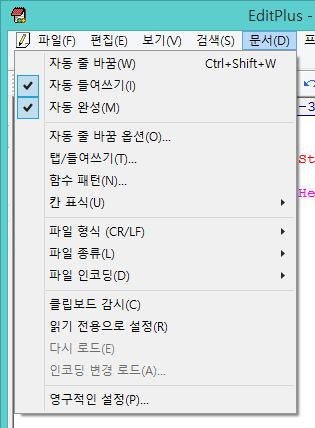 EditPlus
파일(F) 편집(E) 보기(V) 검색(S) 문서(D)
자동 줄 바꿈(W) Ctrl+Shift+W
자동 들여쓰기(I)
자동 완성(M)
자동 줄 바꿈 옵션(O)...
탭/들여쓰기(T)...
함수 패턴(N)...
칸 표식(U)
파일 형식 (CR/LF)
파일 종류(L)
파일 인코딩(D)
클립보드 감시(C)
읽기 전용으로 설정(R)
다시 로드(E)
인코딩 변경 로드(A)...
영구적인 설정(P)...
-3
St
He